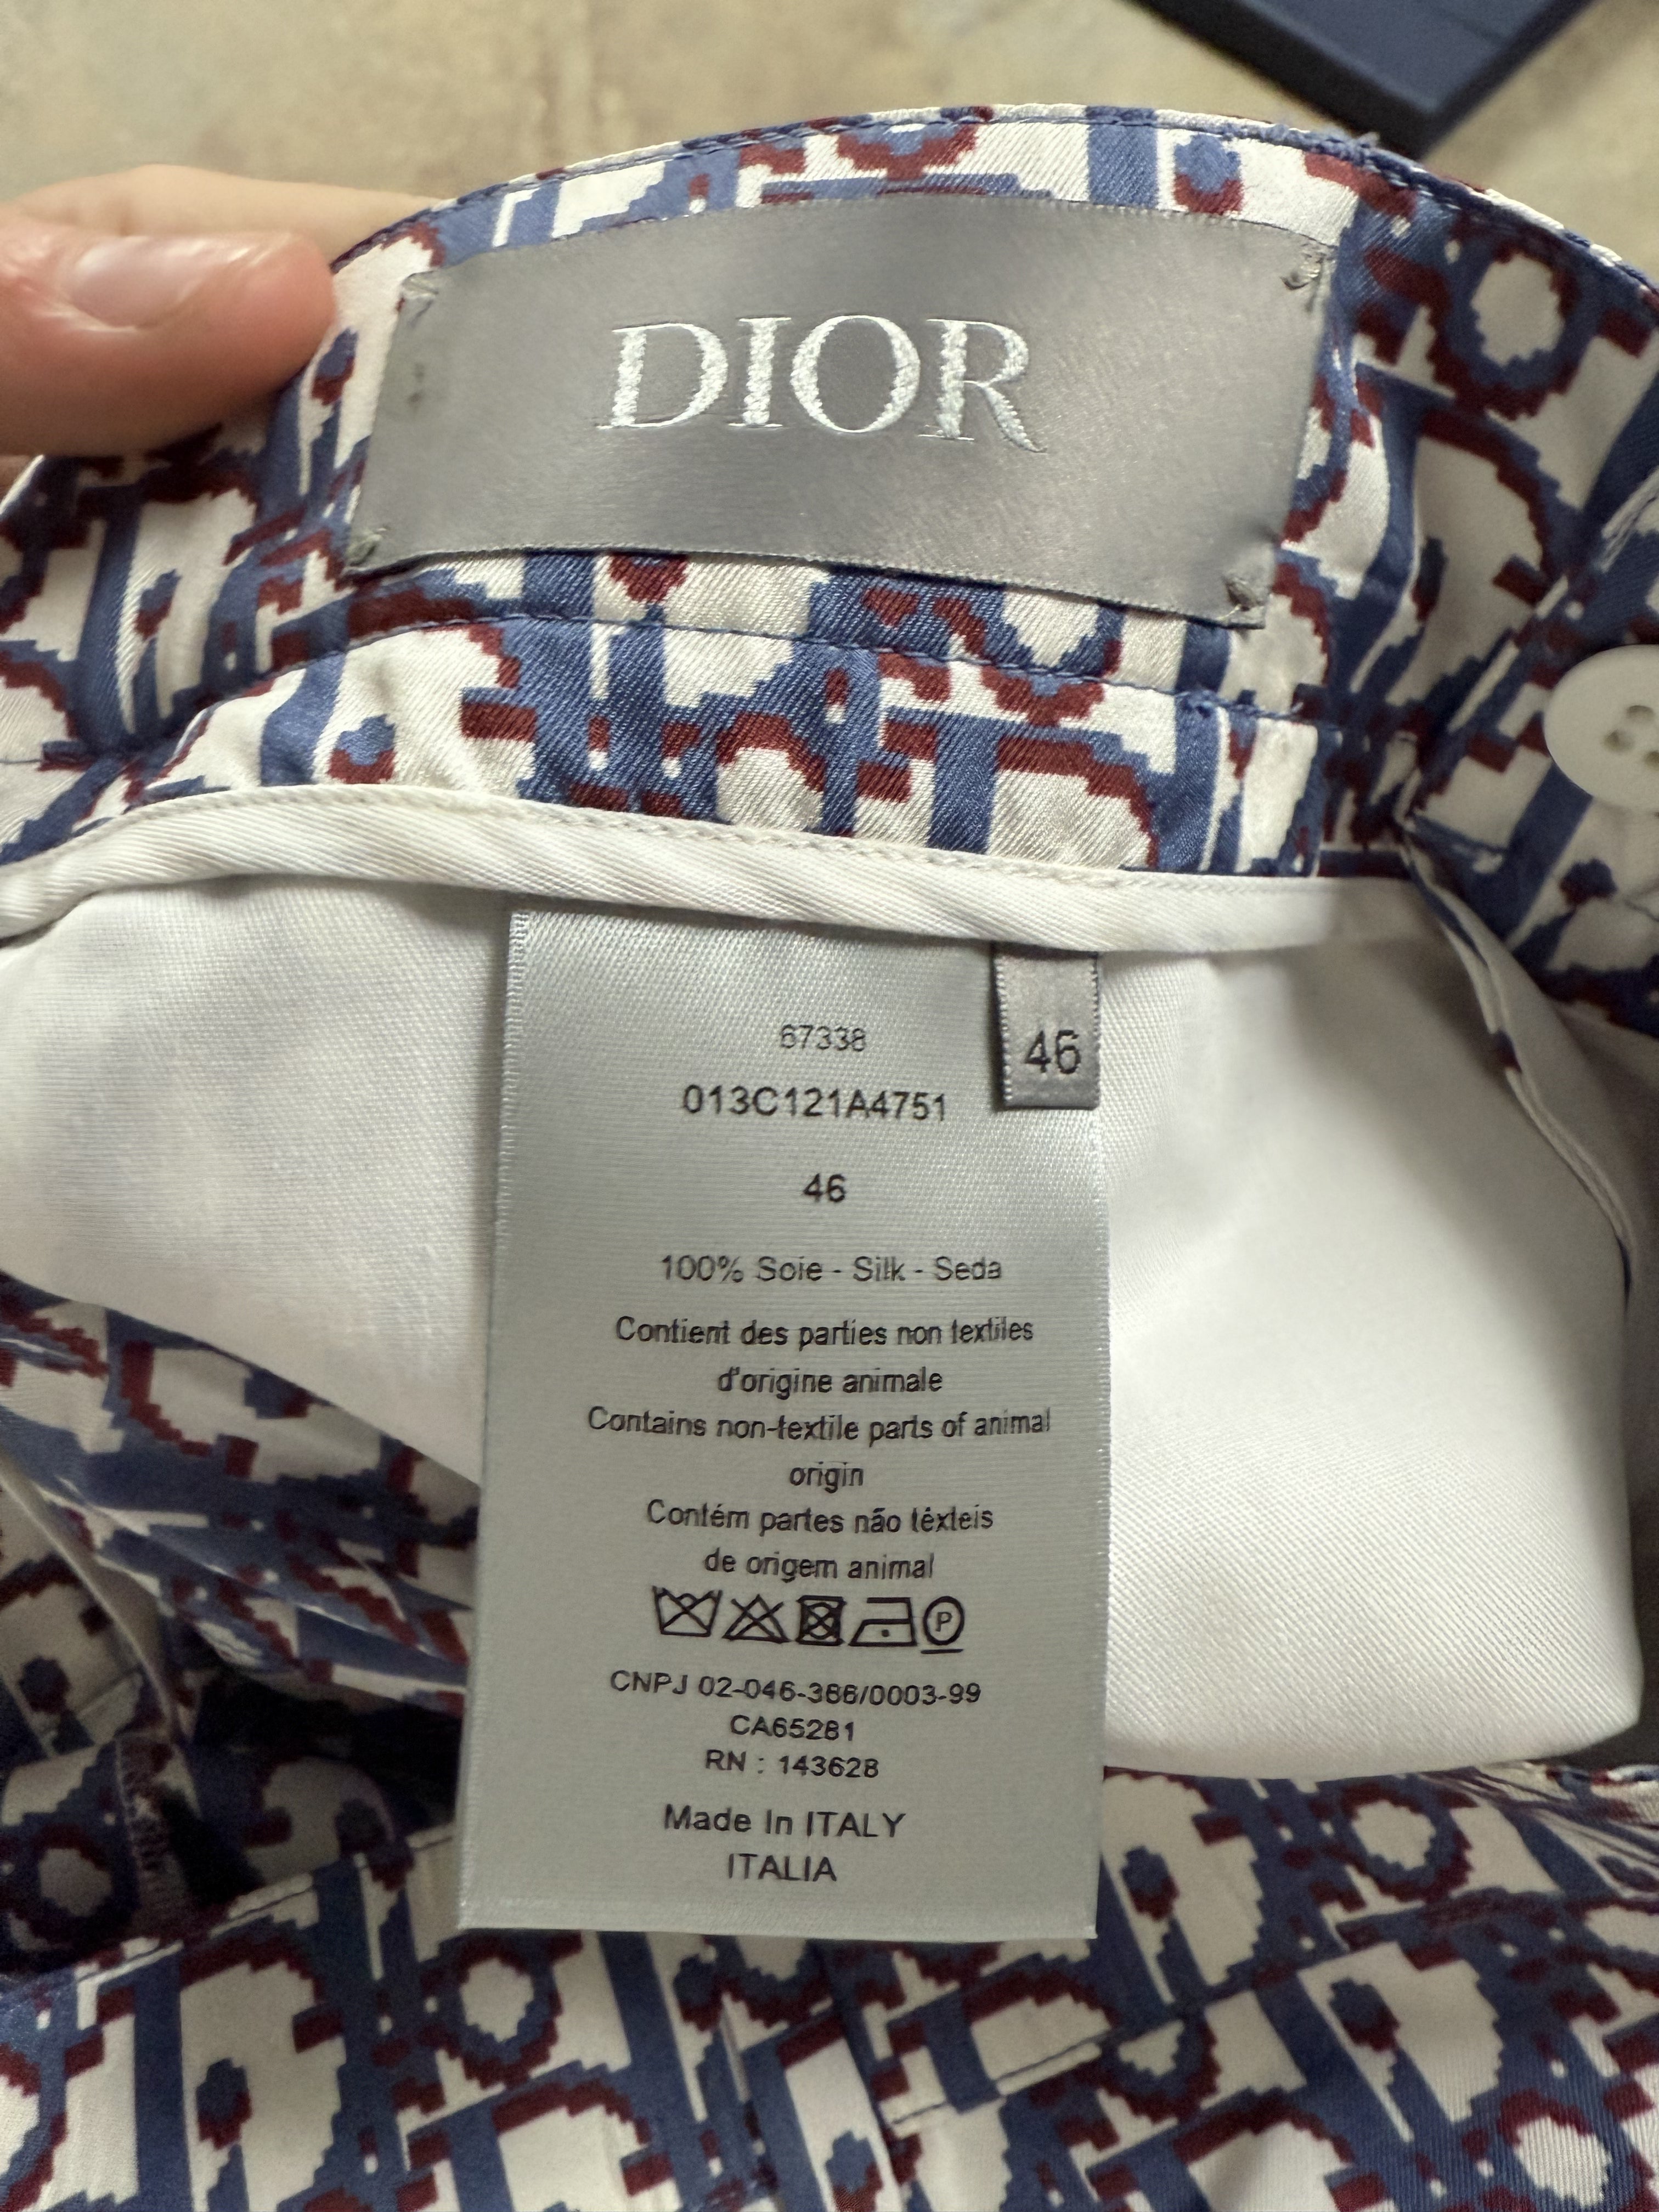 DIOR
46
67338
013C121A4751
46
100% Soie - Silk - Seda
Contient des parties non textiles
d'origine animale
Contains non-textile parts of animal
origin
Contém partes não têxteis
de origem animal
P
CNPJ 02-046-366/0003-99
CA65281
RN : 143628
Made In ITALY
ITALIA